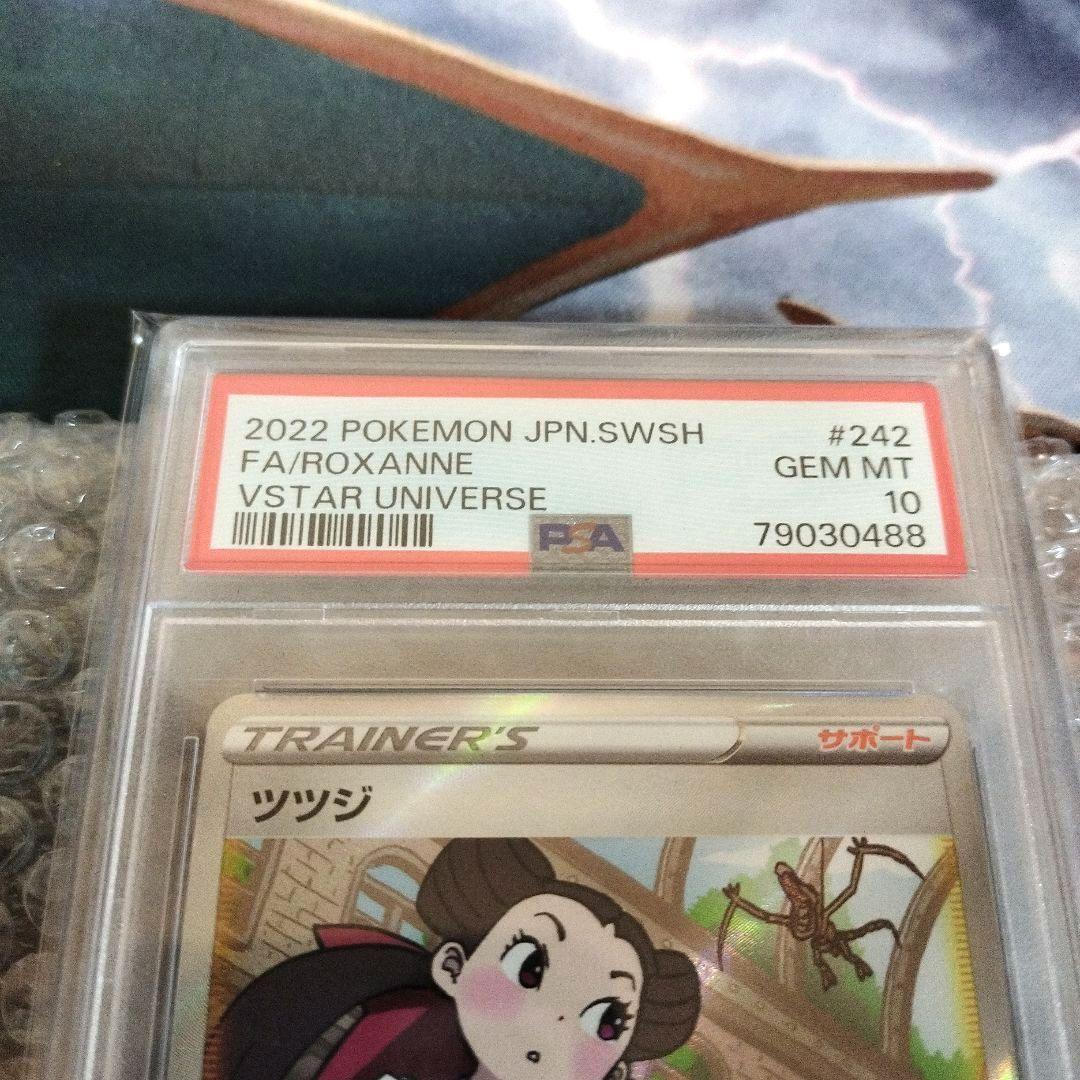 2022 POKEMON JPN.SWSH #242
FA/ROXANNE GEM MT
VSTAR UNIVERSE 10
PSA 79030488
TRAINER'S サポート
ツツジ